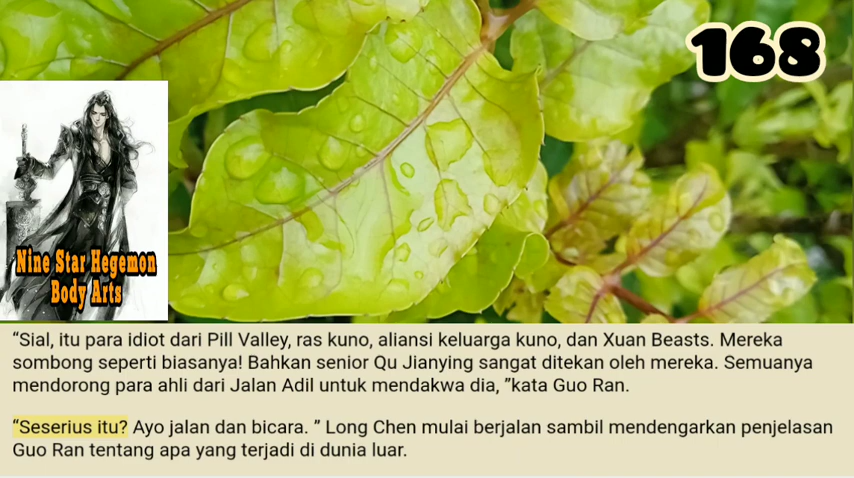 168
Nine Star Hegemon
Body Arts
“Sial, itu para idiot dari Pill Valley, ras kuno, aliansi keluarga kuno, dan Xuan Beasts. Mereka
sombong seperti biasanya! Bahkan senior Qu Jianying sangat ditekan oleh mereka. Semuanya
mendorong para ahli dari Jalan Adil untuk mendakwa dia, ”kata Guo Ran.
“Seserius itu? Ayo jalan dan bicara. ” Long Chen mulai berjalan sambil mendengarkan penjelasan
Guo Ran tentang apa yang terjadi di dunia luar.